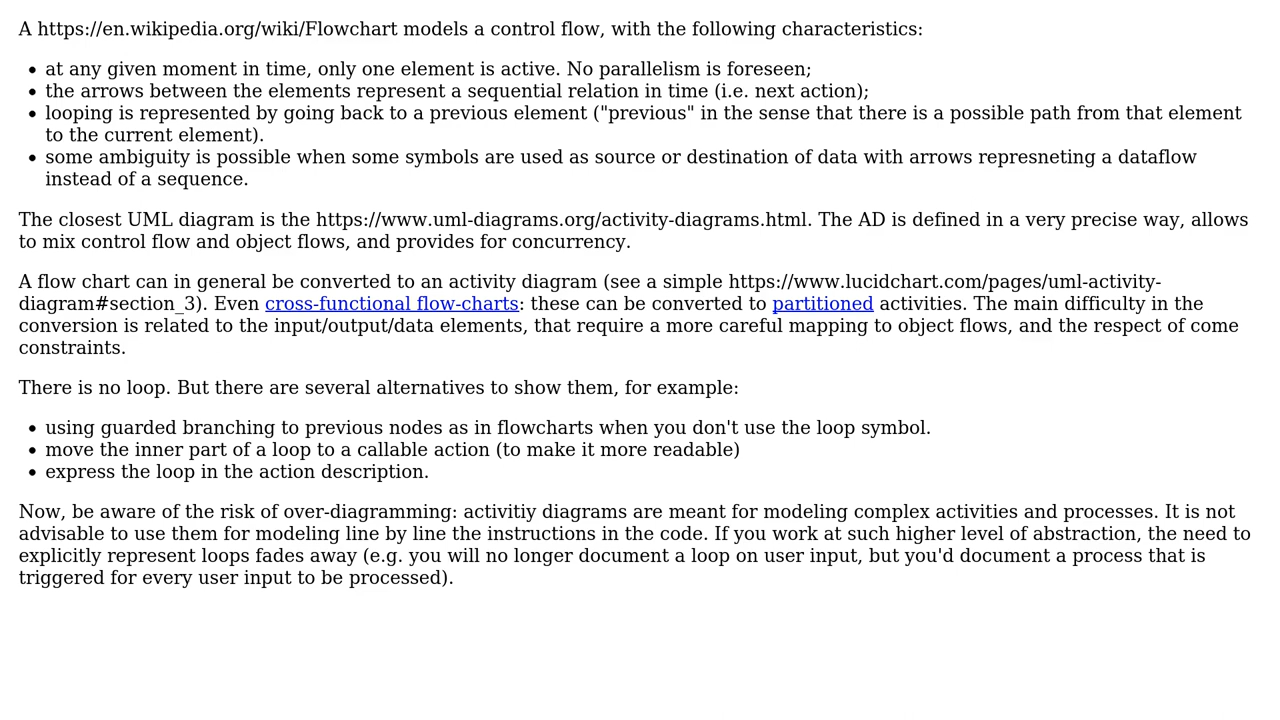 A https://en.wikipedia.org/wiki/Flowchart models a control flow, with the following characteristics:
• at any given moment in time, only one element is active. No parallelism is foreseen;
• the arrows between the elements represent a sequential relation in time (i.e. next action);
• looping is represented by going back to a previous element ("previous" in the sense that there is a possible path from that element
to the current element).
• some ambiguity is possible when some symbols are used as source or destination of data with arrows represneting a dataflow
instead of a sequence.
The closest UML diagram is the https://www.uml-diagrams.org/activity-diagrams.html. The AD is defined in a very precise way, allows
to mix control flow and object flows, and provides for concurrency.
A flow chart can in general be converted to an activity diagram (see a simple https://www.lucidchart.com/pages/uml-activity-
diagram#section_3). Even cross-functional flow-charts: these can be converted to partitioned activities. The main difficulty in the
conversion is related to the input/output/data elements, that require a more careful mapping to object flows, and the respect of come
constraints.
There is no loop. But there are several alternatives to show them, for example:
• using guarded branching to previous nodes as in flowcharts when you don't use the loop symbol.
• move the inner part of a loop to a callable action (to make it more readable)
• express the loop in the action description.
Now, be aware of the risk of over-diagramming: activitiy diagrams are meant for modeling complex activities and processes. It is not
advisable to use them for modeling line by line the instructions in the code. If you work at such higher level of abstraction, the need to
explicitly represent loops fades away (e.g. you will no longer document a loop on user input, but you'd document a process that is
triggered for every user input to be processed).